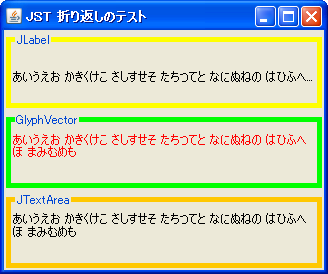 JST 折り返しのテスト
JLabel
あいうえお かきくけこ さしすせそ たちつてと なにぬねの はひふへ...
GlyphVector
あいうえお かきくけこ さしすせそ たちつてと なにぬねの はひふへ
ほ まみむめも
JTextArea
あいうえお かきくけこ さしすせそ たちつてと なにぬねの はひふへ
ほ まみむめも